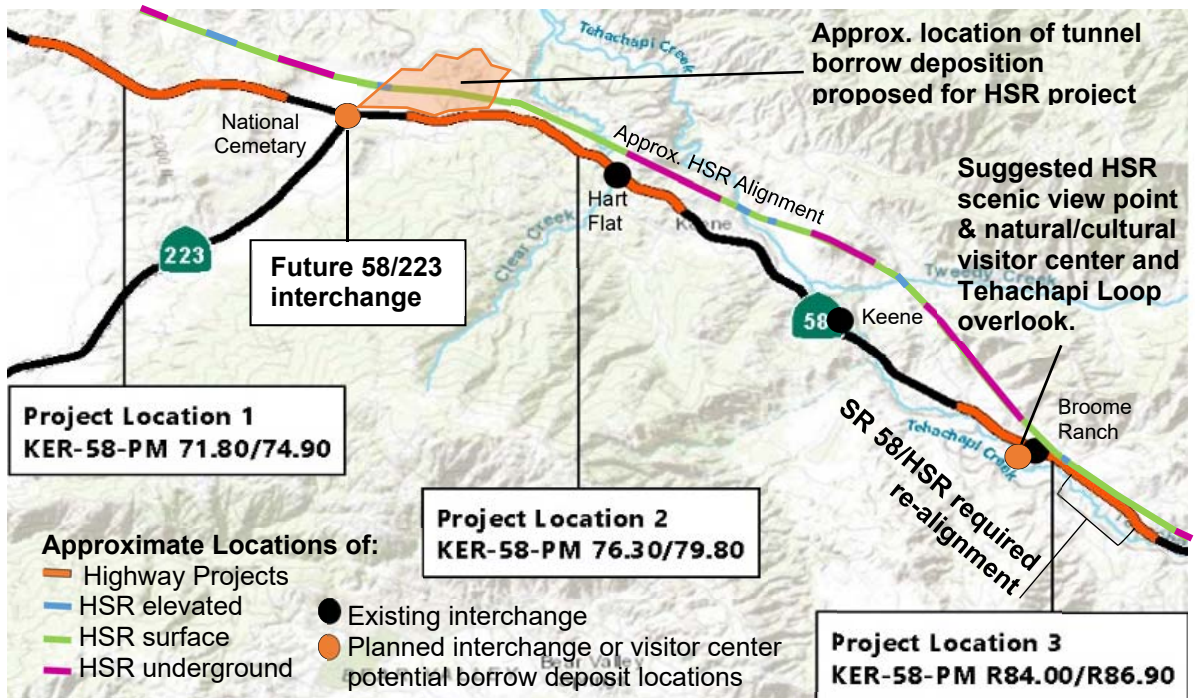 Approx. location of tunnel
borrow deposition
proposed for HSR project
Tehachapi Creek
National
Cemetary
2000 ft
223
Future 58/223
interchange
Approx. HSR Alignment
Hart
Flat
Clear Creek
Keene
Suggested HSR
scenic view point
& natural/cultural
visitor center and
Tehachapi Loop
overlook.
Tweedy Creek
58
Keene
Broome
Ranch
Tehachapi Creek
SR 58/HSR required
re-alignment
Project Location 1
KER-58-PM 71.80/74.90
Project Location 2
KER-58-PM 76.30/79.80
Project Location 3
KER-58-PM R84.00/R86.90
Approximate Locations of:
Highway Projects
HSR elevated
HSR surface
HSR underground
Existing interchange
Planned interchange or visitor center
potential borrow deposit locations
Bear Valley